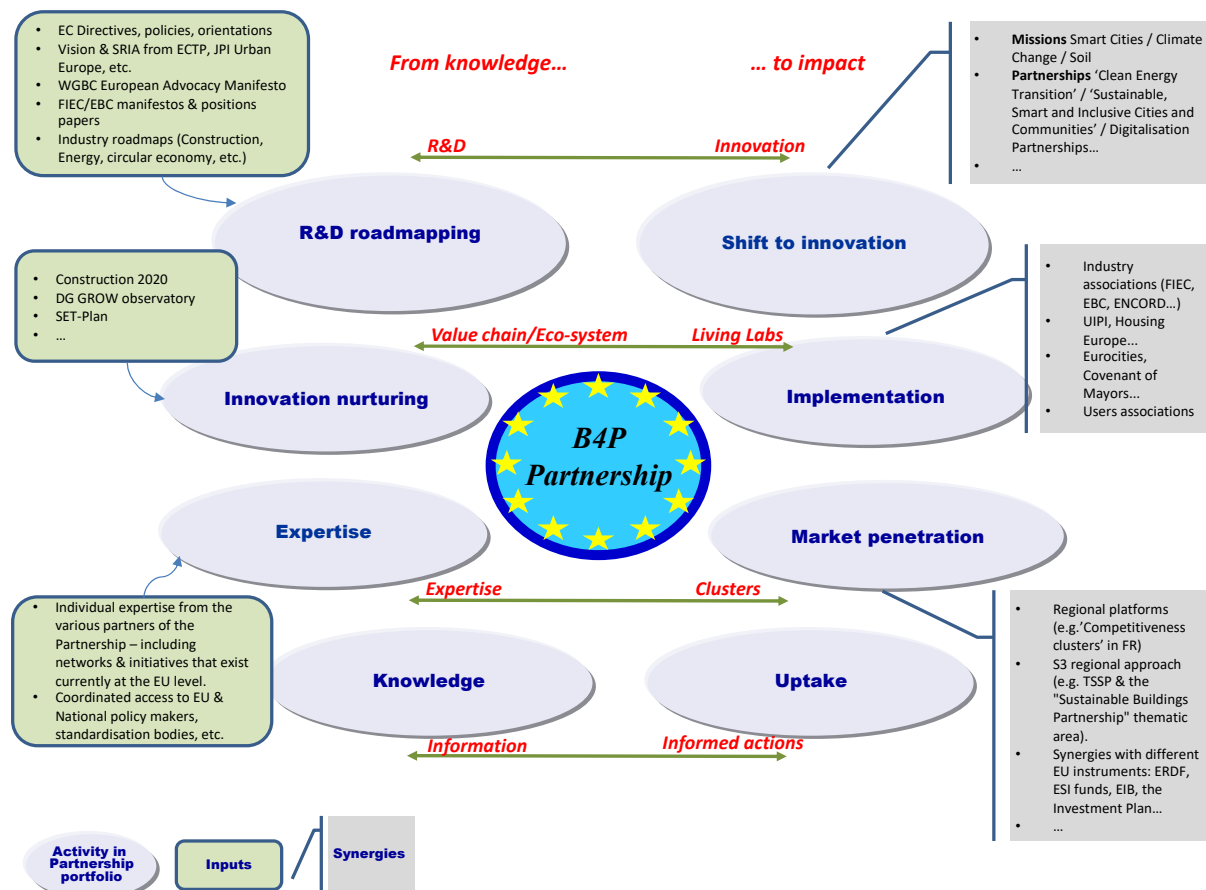 • EC Directives, policies, orientations
• Vision & SRIA from ECTP, JPI Urban
Europe, etc.
• WGBC European Advocacy Manifesto
• FIEC/EBC manifestos & positions
papers
• Industry roadmaps (Construction,
Energy, circular economy, etc.)
From knowledge…
… to impact
• Missions Smart Cities / Climate
Change / Soil
• Partnerships ‘Clean Energy
Transition’ / ‘Sustainable,
Smart and Inclusive Cities and
Communities’ / Digitalisation
Partnerships…
• …
R&D
Innovation
R&D roadmapping
Shift to innovation
• Construction 2020
• DG GROW observatory
• SET-Plan
• …
• Industry
associations (FIEC,
EBC, ENCORD…)
• UIPI, Housing
Europe…
• Eurocities,
Covenant of
Mayors…
• Users associations
Value chain/Eco-system
Living Labs
Innovation nurturing
Implementation
B4P
Partnership
Expertise
Market penetration
Expertise
Clusters
• Individual expertise from the
various partners of the
Partnership – including
networks & initiatives that exist
currently at the EU level.
• Coordinated access to EU &
National policy makers,
standardisation bodies, etc.
• Regional platforms
(e.g.’Competitiveness
clusters’ in FR)
• S3 regional approach
(e.g. TSSP & the
"Sustainable Buildings
Partnership" thematic
area).
• Synergies with different
EU instruments: ERDF,
ESI funds, EIB, the
Investment Plan…
• …
Knowledge
Uptake
Information
Informed actions
Activity in
Partnership
portfolio
Inputs
Synergies